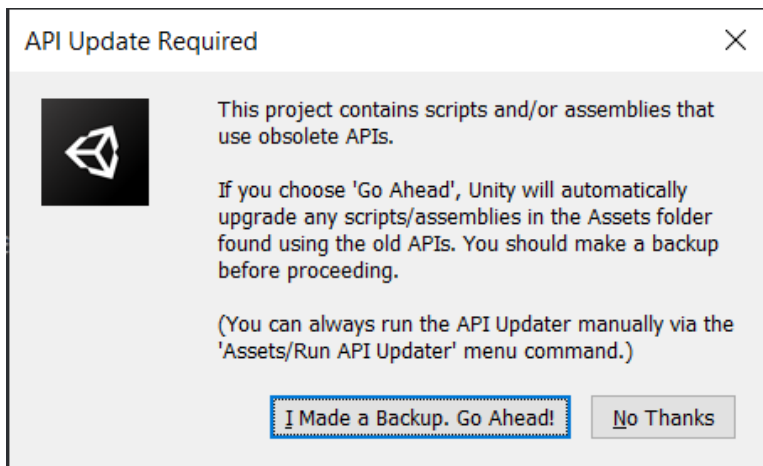 API Update Required
This project contains scripts and/or assemblies that
use obsolete APIs.
If you choose 'Go Ahead', Unity will automatically
upgrade any scripts/assemblies in the Assets folder
found using the old APIs. You should make a backup
before proceeding.
(You can always run the API Updater manually via the
'Assets/Run API Updater' menu command.)
I Made a Backup. Go Ahead!
No Thanks